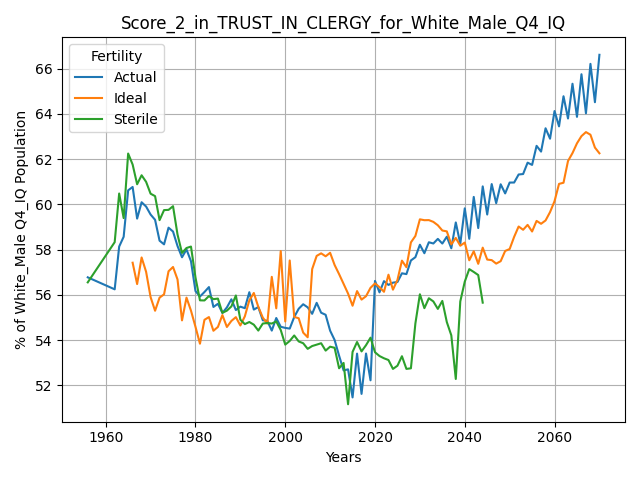 Score_2_in_TRUST_IN_CLERGY_for_White_Male_Q4_IQ
Fertility
Actual
Ideal
Sterile
% of White_Male Q4_IQ Population
66
64
62
60
58
56
54
52
1960
1980
2000
2020
2040
2060
Years